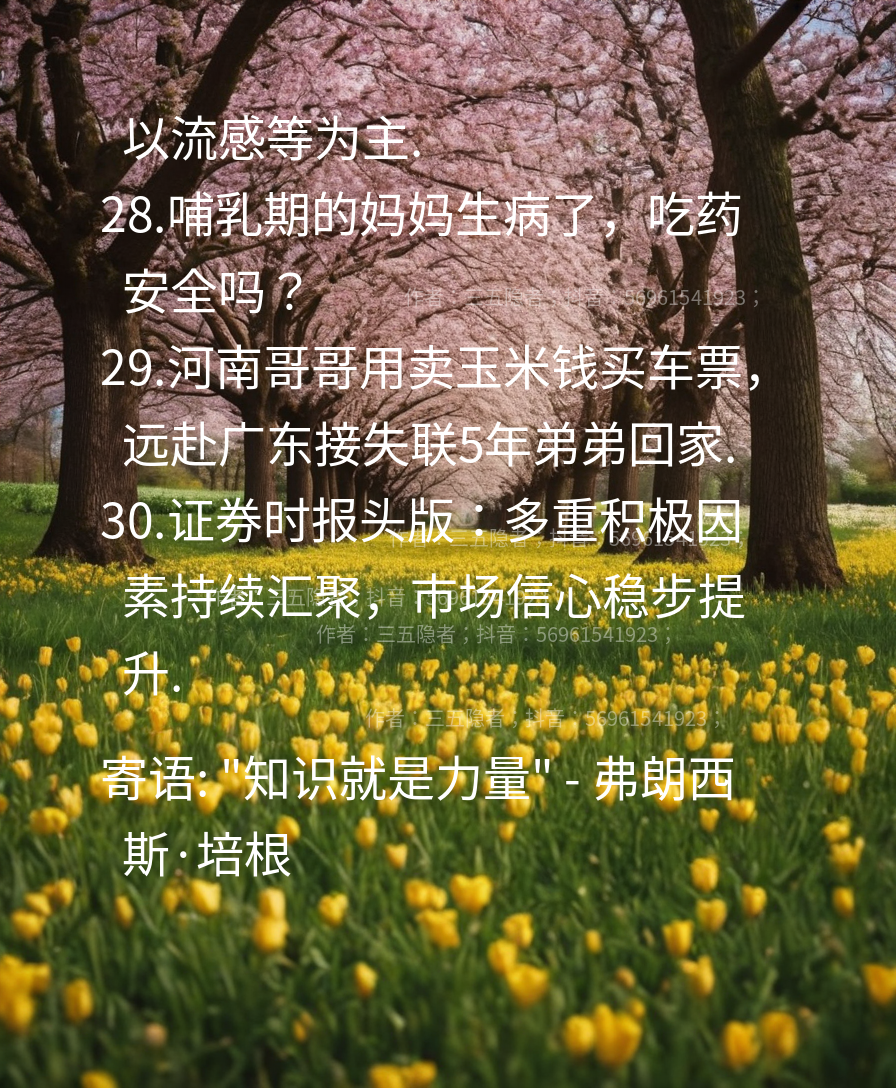 以流感等为主.
28.哺乳期的妈妈生病了，吃药
安全吗？
作者：三五隐者；抖音：56961541923；
29.河南哥哥用卖玉米钱买车票，
远赴广东接失联5年弟弟回家.
30.证券时报头版：多重积极因
素持续汇聚，市场信心稳步提
作者：三五隐者；抖音：56961541923；
升.
作者：三五隐者；抖音：56961541923；
寄语: "知识就是力量" - 弗朗西
斯·培根